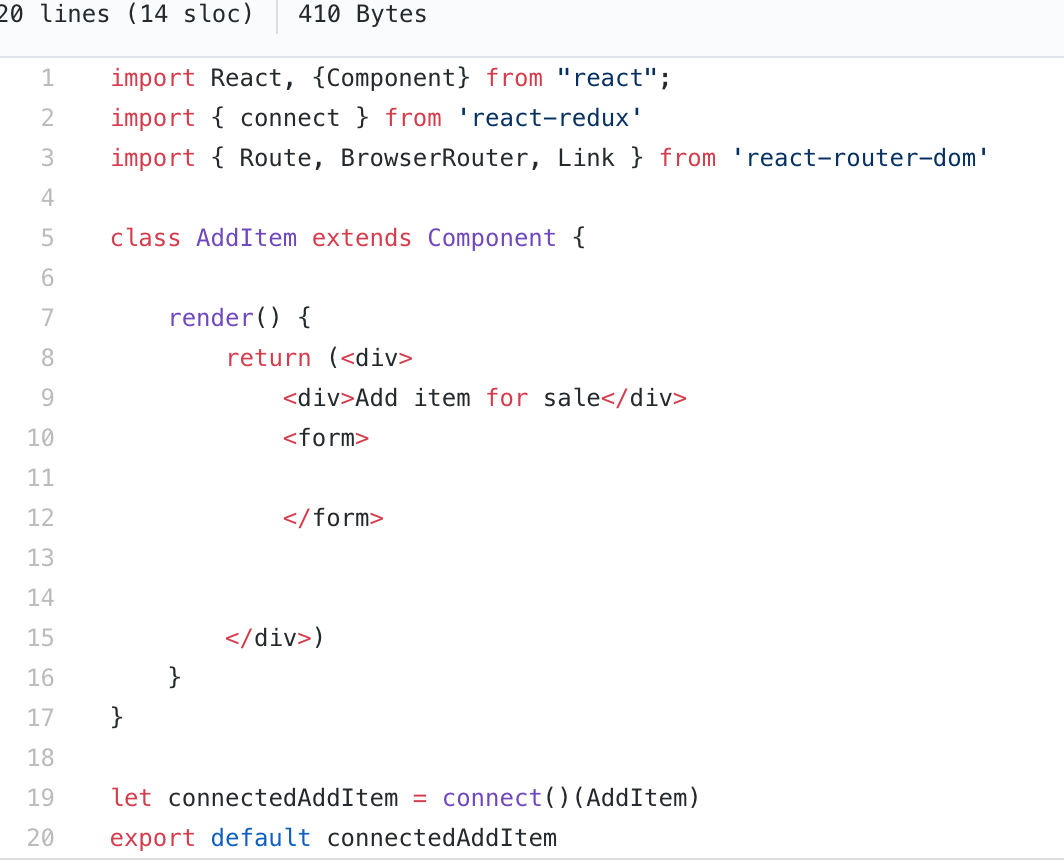 20 lines (14 sloc) 410 Bytes
1 import React, {Component} from "react";
2 import { connect } from 'react-redux'
3 import { Route, BrowserRouter, Link } from 'react-router-dom'
4
5 class AddItem extends Component {
6
7     render() {
8         return (<div>
9             <div>Add item for sale</div>
10             <form>
11
12             </form>
13
14
15         </div>)
16     }
17 }
18
19 let connectedAddItem = connect()(AddItem)
20 export default connectedAddItem